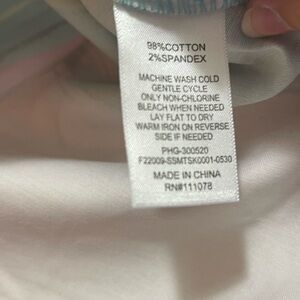 98%COTTON
2%SPANDEX
MACHINE WASH COLD
GENTLE CYCLE
ONLY NON-CHLORINE
BLEACH WHEN NEEDED
LAY FLAT TO DRY
WARM IRON ON REVERSE
SIDE IF NEEDED
PHG-300520
F22009-SSMTSK0001-0530
MADE IN CHINA
RN#111078